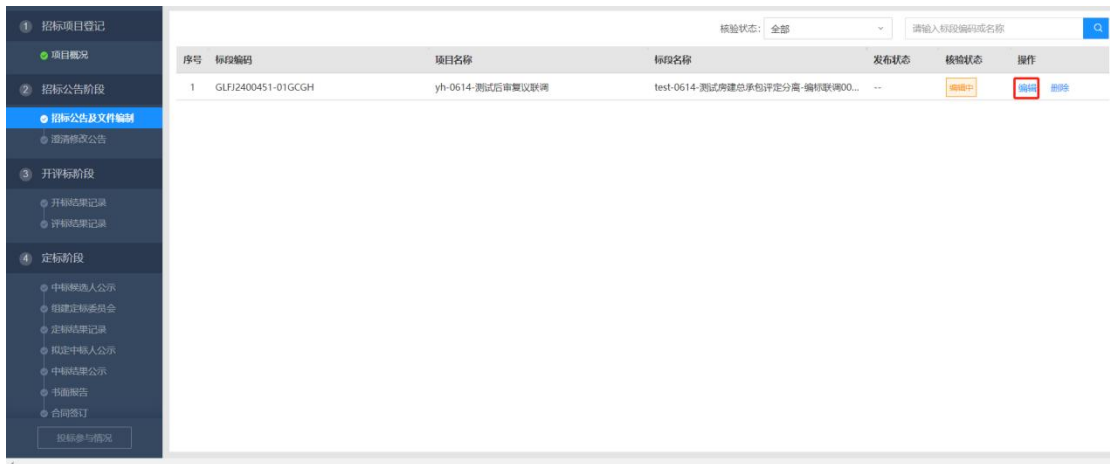 1 招标项目登记
项目概况
2 招标公告阶段
招标公告及文件编制
澄清修改公告
3 开评标阶段
开标结果记录
评标结果记录
4 定标阶段
中标候选人公示
组建定标委员会
定标结果记录
拟定中标人公示
中标结果公示
书面报告
合同签订
投标参与情况
核验状态: 全部 请输入标段编码或名称
序号 标段编码 项目名称 标段名称 发布状态 核验状态 操作
1 GLFJ2400451-01GCGH yh-0614-测试后审复议联调 test-0614-测试房建总承包评定分离-编标联调00... -- 编辑中 编辑 删除